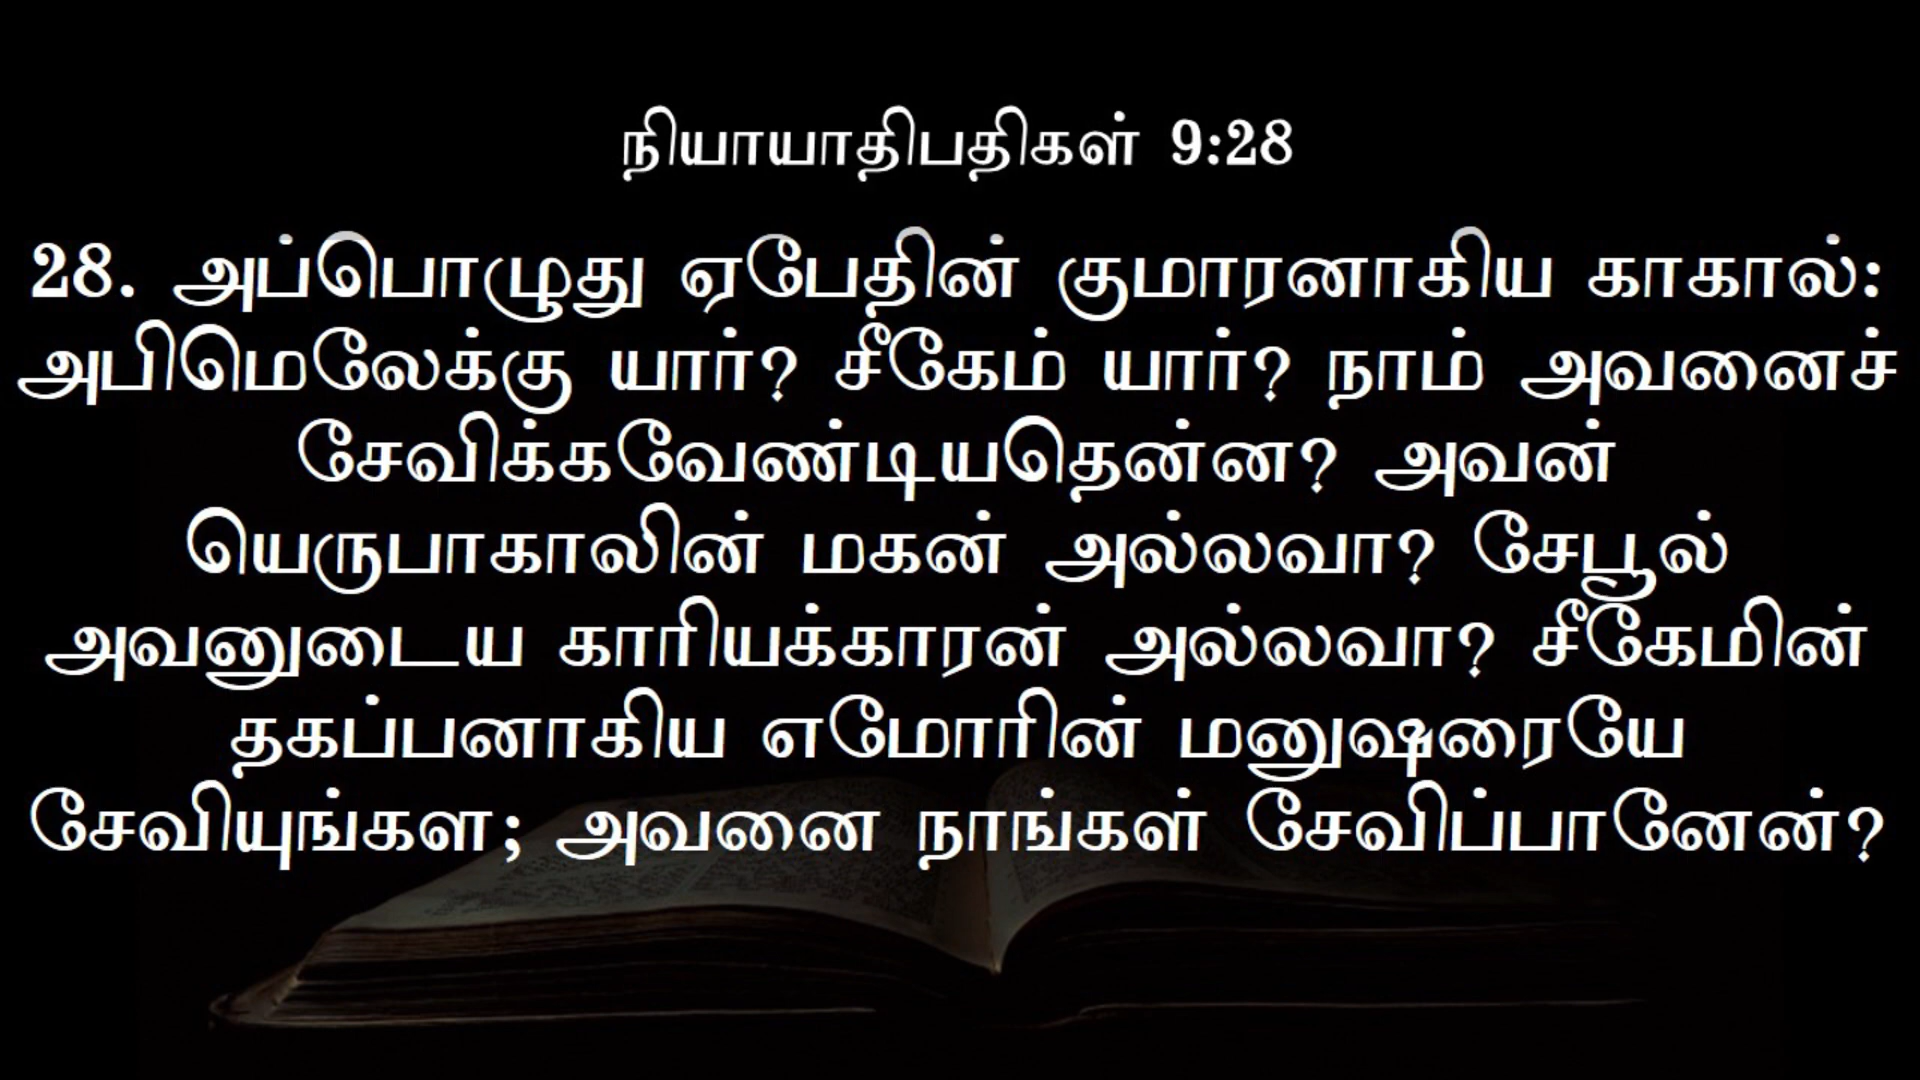 நியாயாதிபதிகள் 9:28
28. அப்பொழுது ஏபேதின் குமாரனாகிய காகால்:
அபிமெலேக்கு யார்? சீகேம் யார்? நாம் அவனைச்
சேவிக்கவேண்டியதென்ன? அவன்
யெருபாகாலின் மகன் அல்லவா? சேபூல்
அவனுடைய காரியக்காரன் அல்லவா? சீகேமின்
தகப்பனாகிய எமோரின் மனுஷரையே
சேவியுங்கள; அவனை நாங்கள் சேவிப்பானேன்?